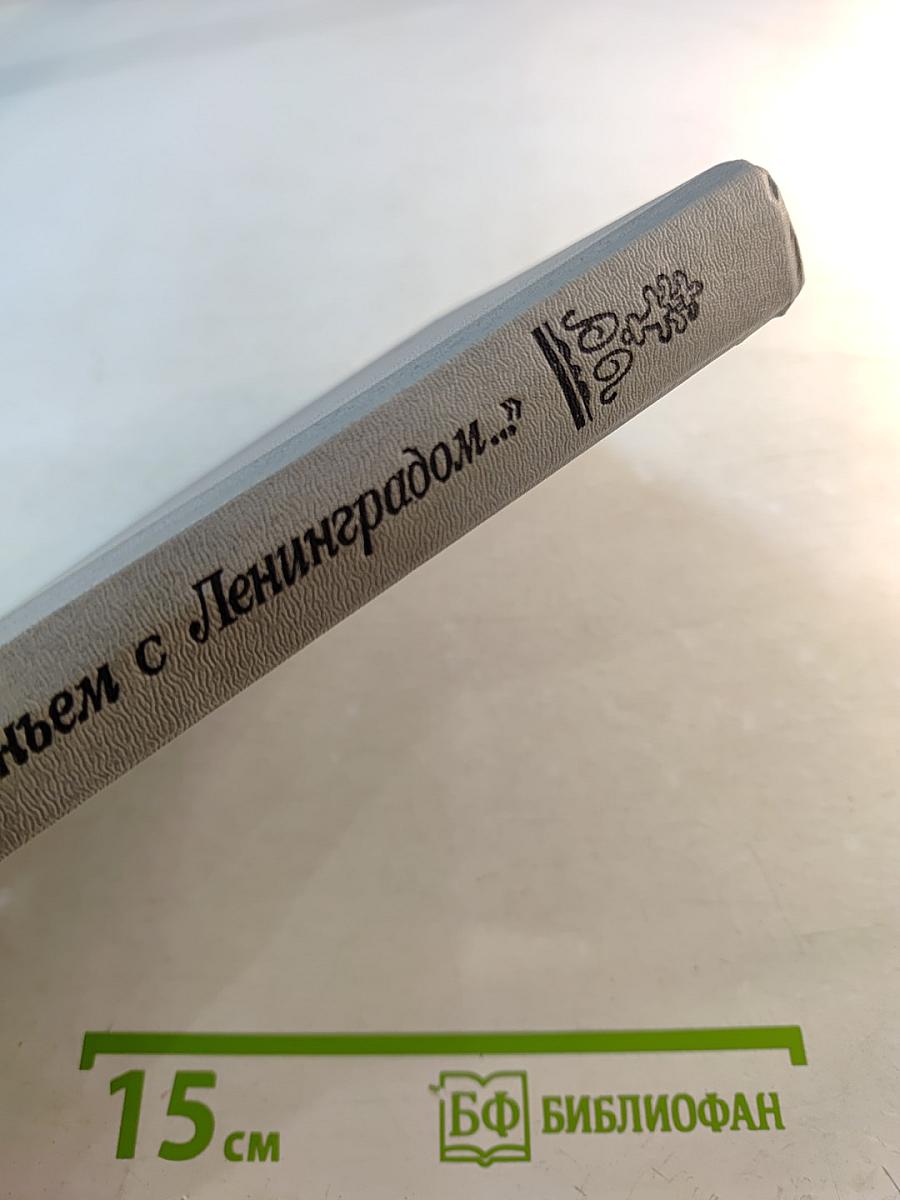 ньем с Ленинградом...»
15 см
БФ БИБЛИОФАН